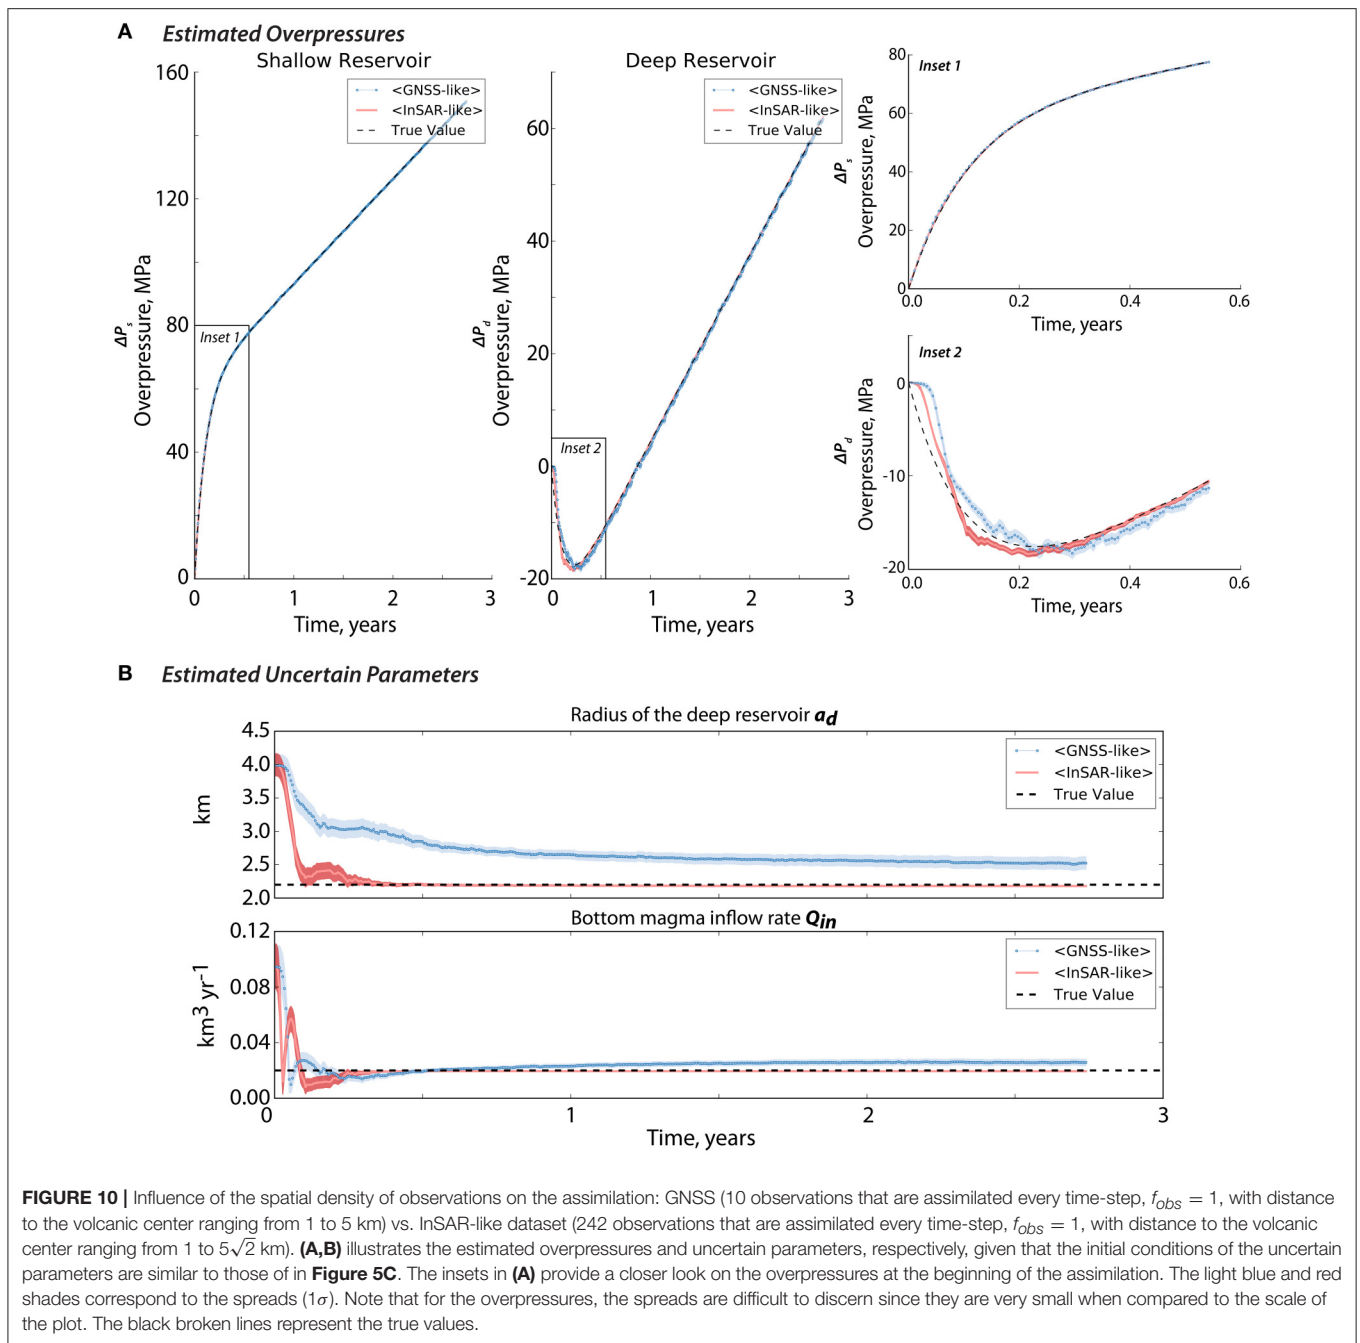 A Estimated Overpressures
Shallow Reservoir
160
120
80
40
0
ΔPs
Overpressure, MPa
<GNSS-like>
<InSAR-like>
True Value
Inset 1
0 1 2 3
Time, years
Deep Reservoir
60
40
20
0
-20
ΔPd
Overpressure, MPa
<GNSS-like>
<InSAR-like>
True Value
Inset 2
0 1 2 3
Time, years
Inset 1
80
60
40
20
0
ΔPs
Overpressure, MPa
0.0 0.2 0.4 0.6
Time, years
Inset 2
0
-10
-20
ΔPd
Overpressure, MPa
0.0 0.2 0.4 0.6
Time, years
B Estimated Uncertain Parameters
Radius of the deep reservoir ad
4.5
4.0
3.5
3.0
2.5
2.0
km
<GNSS-like>
<InSAR-like>
True Value
Bottom magma inflow rate Qin
0.12
0.08
0.04
0.00
km3 yr-1
<GNSS-like>
<InSAR-like>
True Value
0 1 2 3
Time, years
FIGURE 10 | Influence of the spatial density of observations on the assimilation: GNSS (10 observations that are assimilated every time-step, fobs = 1, with distance
to the volcanic center ranging from 1 to 5 km) vs. InSAR-like dataset (242 observations that are assimilated every time-step, fobs = 1, with distance to the volcanic
center ranging from 1 to 5√2 km). (A,B) illustrates the estimated overpressures and uncertain parameters, respectively, given that the initial conditions of the uncertain
parameters are similar to those of in Figure 5C. The insets in (A) provide a closer look on the overpressures at the beginning of the assimilation. The light blue and red
shades correspond to the spreads (1σ). Note that for the overpressures, the spreads are difficult to discern since they are very small when compared to the scale of
the plot. The black broken lines represent the true values.